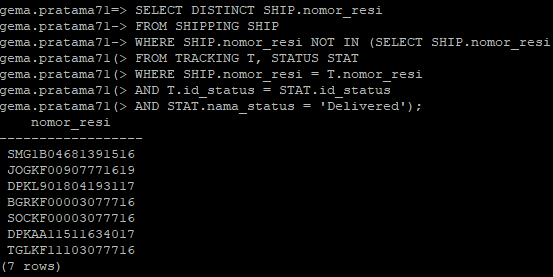 gema.pratama71=> SELECT DISTINCT SHIP.nomor_resi
gema.pratama71-> FROM SHIPPING SHIP
gema.pratama71-> WHERE SHIP.nomor_resi NOT IN (SELECT SHIP.nomor_resi
gema.pratama71(> FROM TRACKING T, STATUS STAT
gema.pratama71(> WHERE SHIP.nomor_resi = T.nomor_resi
gema.pratama71(> AND T.id_status = STAT.id_status
gema.pratama71(> AND STAT.nama_status = 'Delivered');
nomor_resi
------------------
SMG1B04681391516
JOGKF00907771619
DPKL901804193117
BGRKF00003077716
SOCKF00003077716
DPKAA11511634017
TGLKF11103077716
(7 rows)